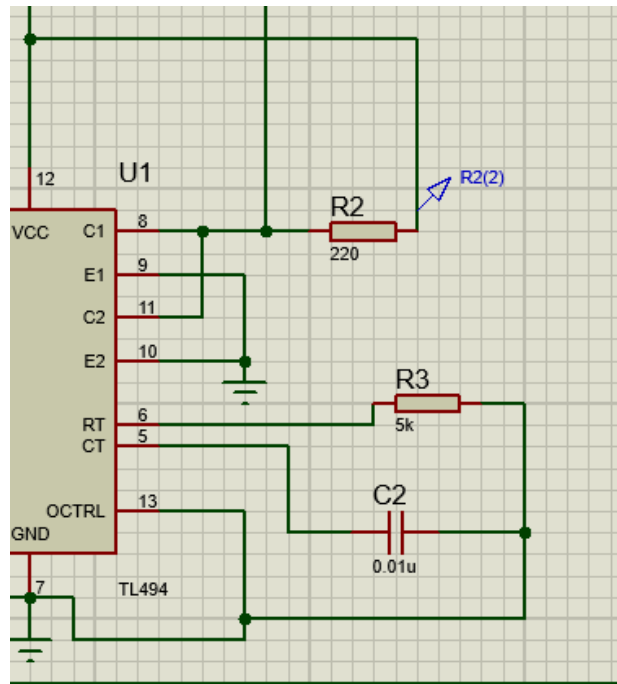 12
U1
R2(2)
R2
VCC
C1
8
220
E1
9
C2
11
E2
10
R3
RT
6
5k
CT
5
C2
OCTRL
13
GND
0.01u
7
TL494